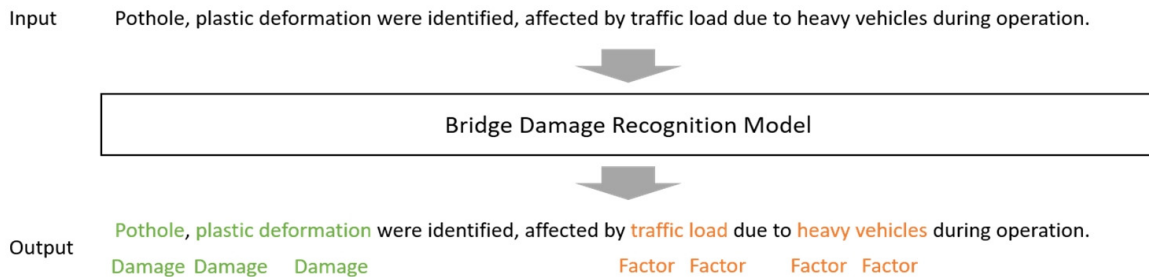 Input Pothole, plastic deformation were identified, affected by traffic load due to heavy vehicles during operation.
Bridge Damage Recognition Model
Output Pothole, plastic deformation were identified, affected by traffic load due to heavy vehicles during operation.
Damage Damage Damage Factor Factor Factor Factor